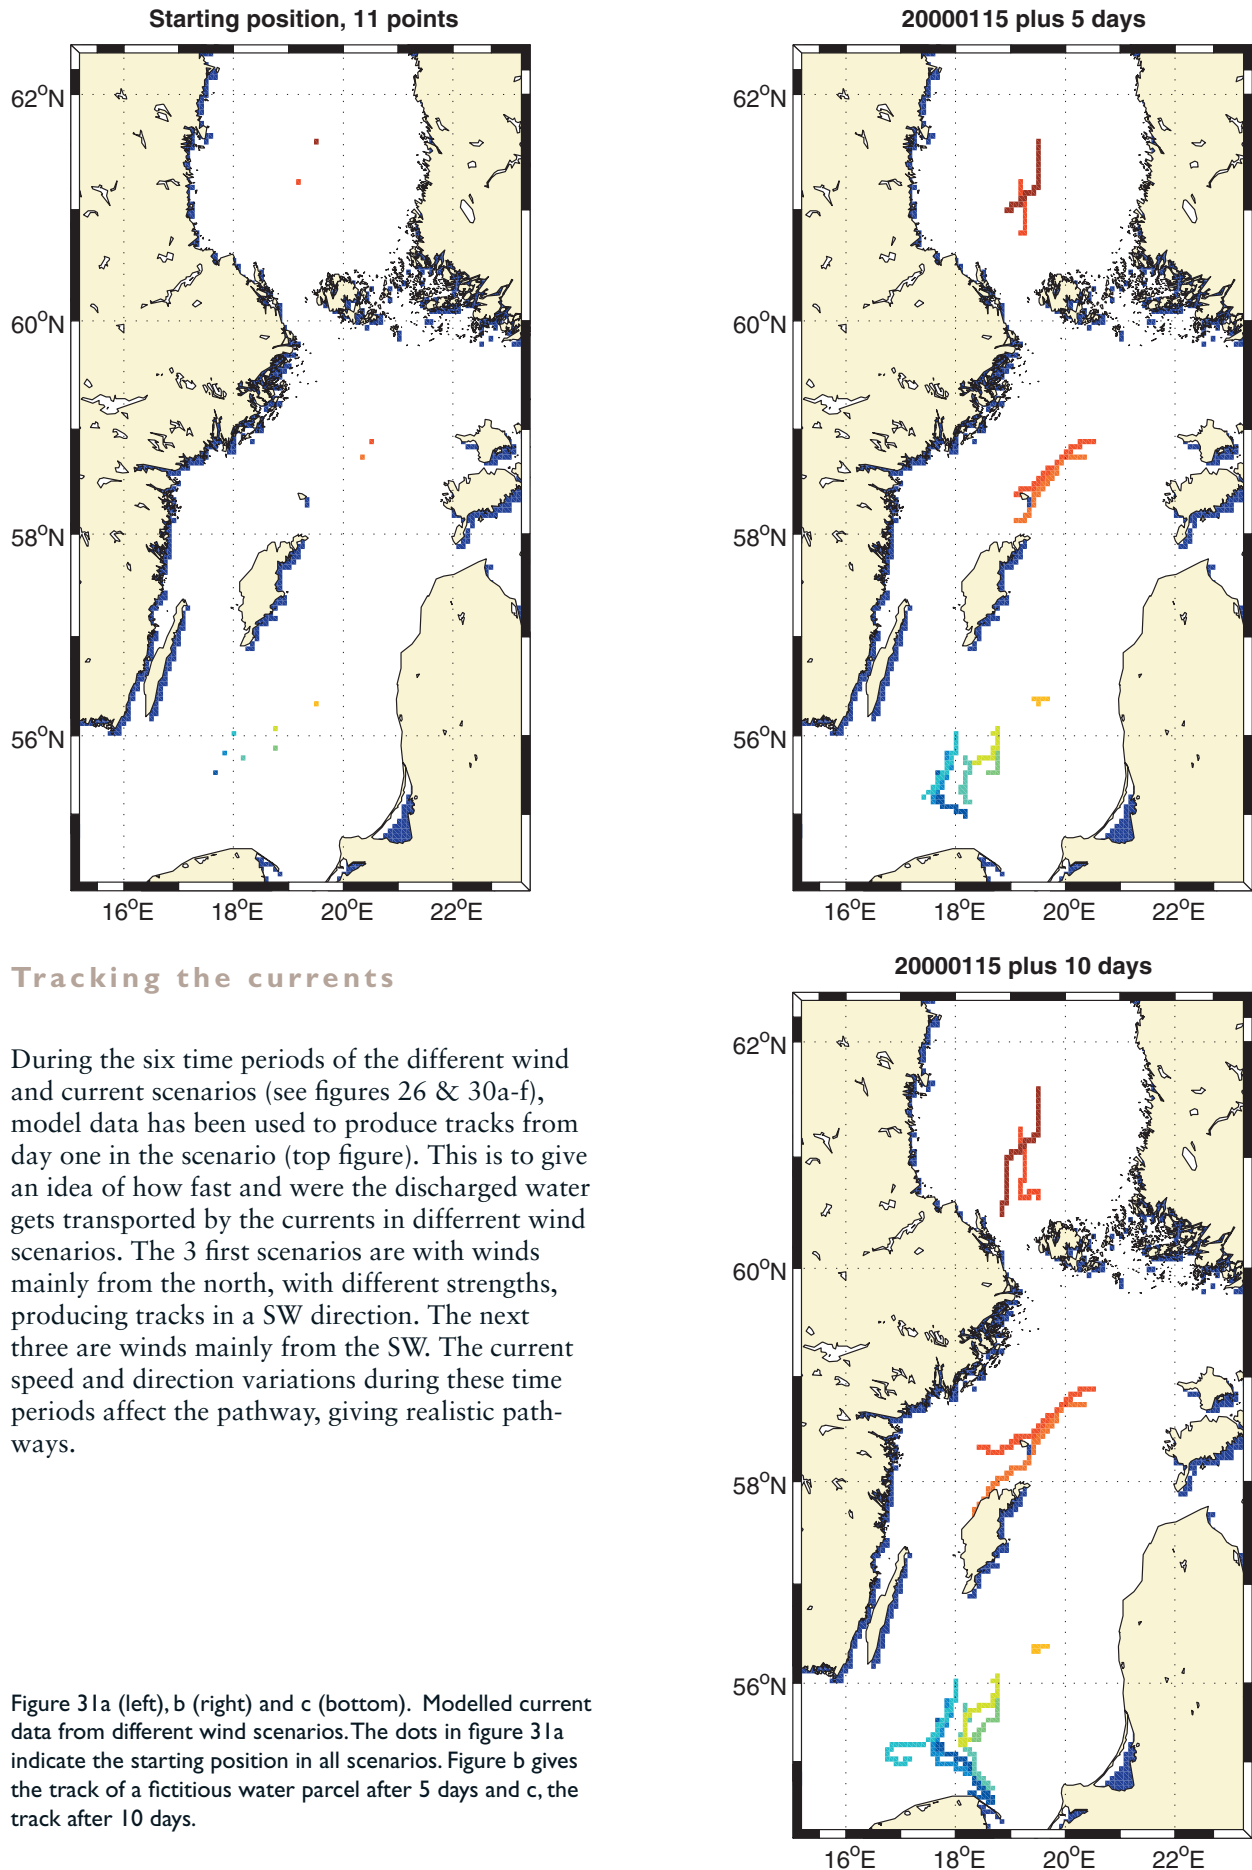 Starting position, 11 points
62°N
60°N
58°N
56°N
16°E 18°E 20°E 22°E
20000115 plus 5 days
62°N
60°N
58°N
56°N
16°E 18°E 20°E 22°E
Tracking the currents
During the six time periods of the different wind
and current scenarios (see figures 26 & 30a-f),
model data has been used to produce tracks from
day one in the scenario (top figure). This is to give
an idea of how fast and were the discharged water
gets transported by the currents in differrent wind
scenarios. The 3 first scenarios are with winds
mainly from the north, with different strengths,
producing tracks in a SW direction. The next
three are winds mainly from the SW. The current
speed and direction variations during these time
periods affect the pathway, giving realistic path-
ways.
20000115 plus 10 days
62°N
60°N
58°N
56°N
16°E 18°E 20°E 22°E
Figure 31a (left), b (right) and c (bottom). Modelled current
data from different wind scenarios. The dots in figure 31a
indicate the starting position in all scenarios. Figure b gives
the track of a fictitious water parcel after 5 days and c, the
track after 10 days.